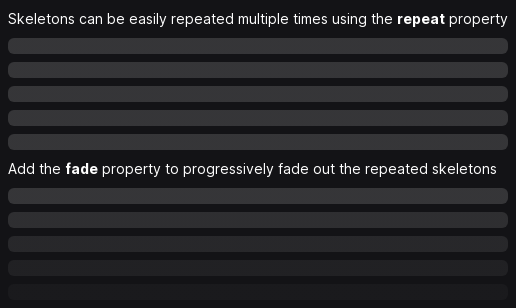 Skeletons can be easily repeated multiple times using the repeat property
Add the fade property to progressively fade out the repeated skeletons